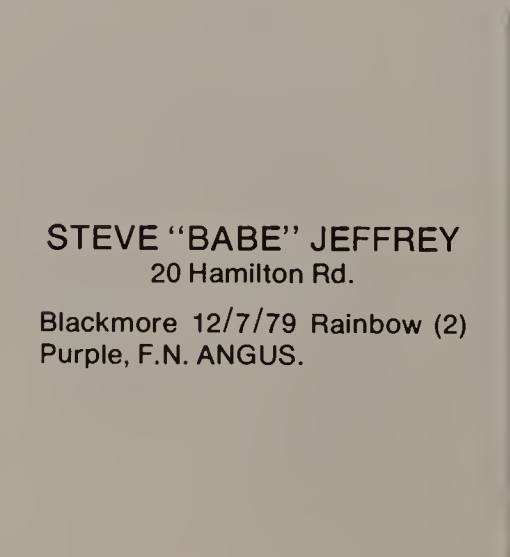 STEVE “BABE” JEFFREY
20 Hamilton Rd.
Blackmore 12/7/79 Rainbow (2)
Purple, F.N. ANGUS.